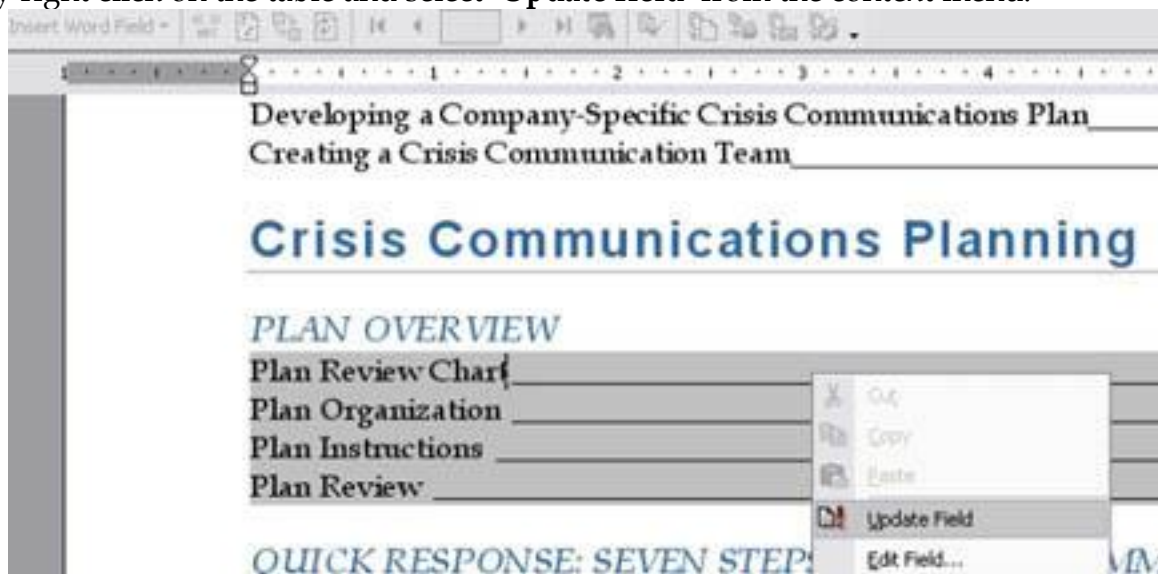 right click on the table and select "Update field" from the context menu.
Insert Word Field
1 1 2 3 4
Developing a Company-Specific Crisis Communications Plan
Creating a Crisis Communication Team
Crisis Communications Planning
PLAN OVERVIEW
Plan Review Chart
Plan Organization
Plan Instructions
Plan Review
Cut
Copy
Paste
Update Field
Edit Field...
QUICK RESPONSE: SEVEN STEPS